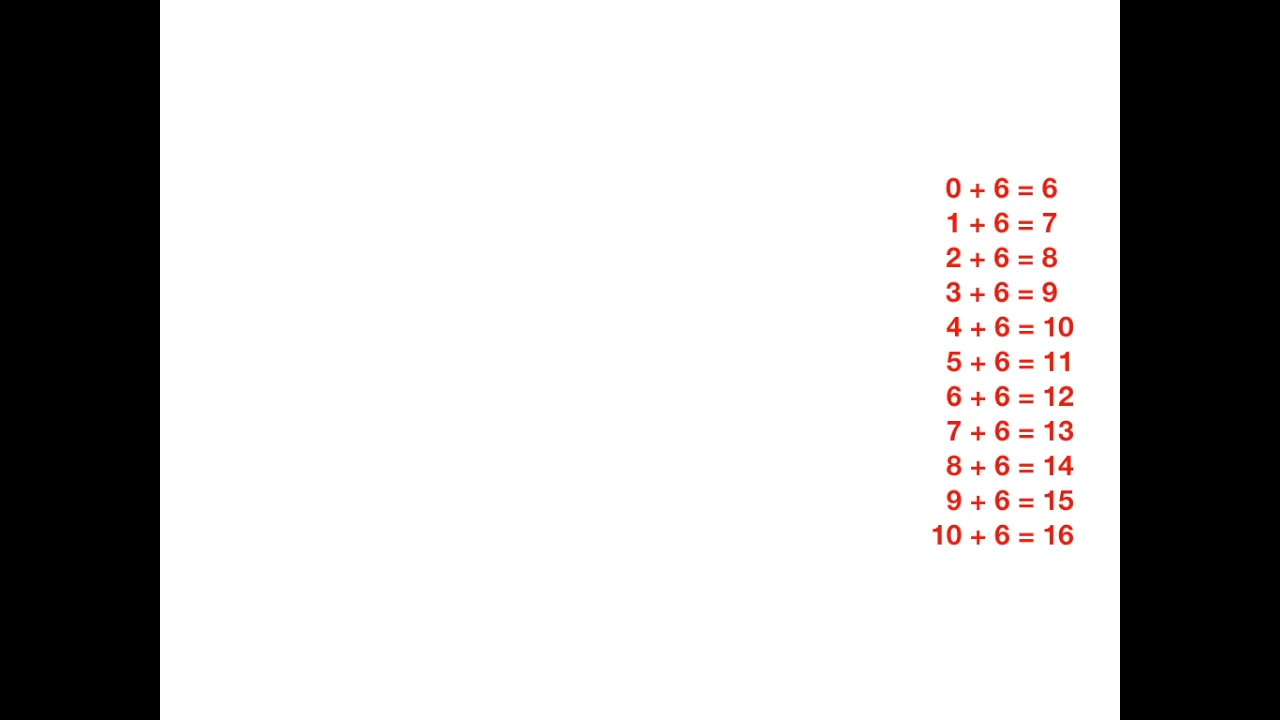 0 + 6 = 6
1 + 6 = 7
2 + 6 = 8
3 + 6 = 9
4 + 6 = 10
5 + 6 = 11
6 + 6 = 12
7 + 6 = 13
8 + 6 = 14
9 + 6 = 15
10 + 6 = 16